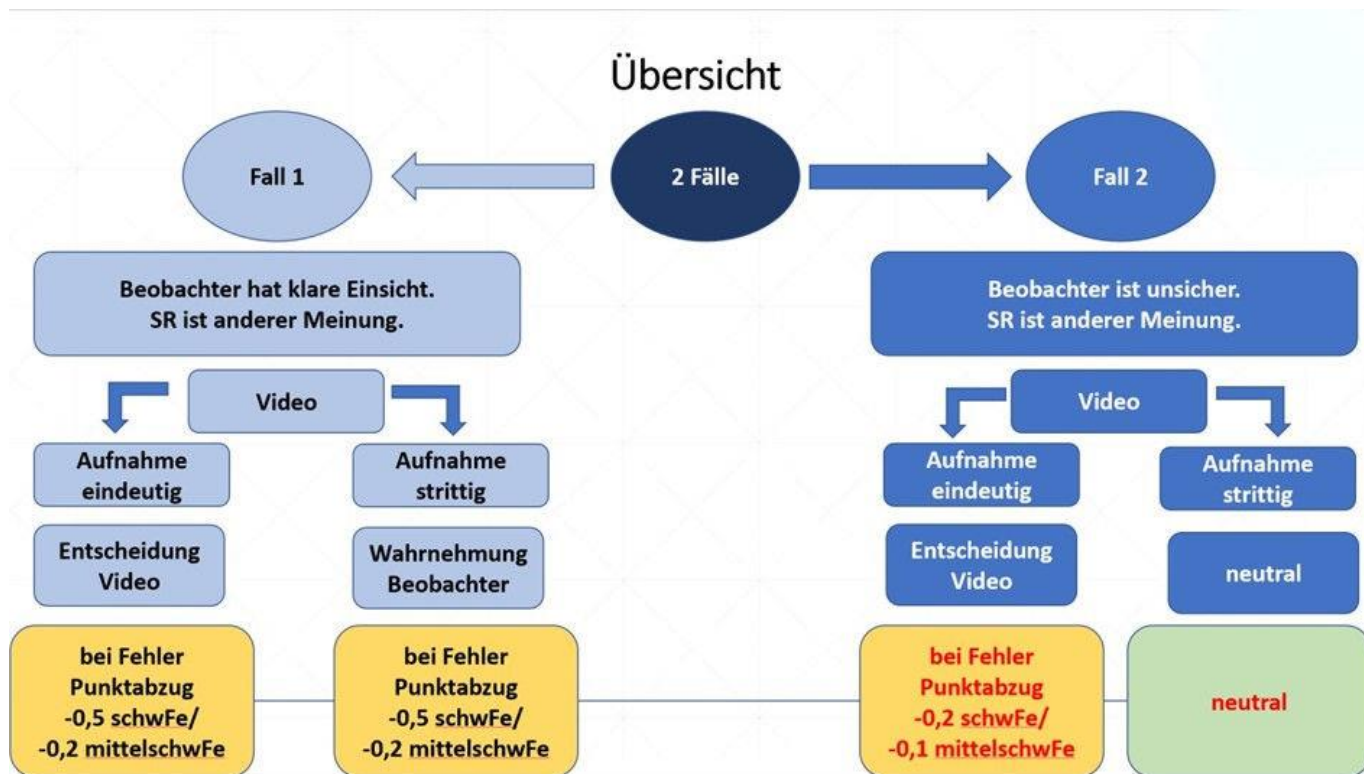 Übersicht
Fall 1
2 Fälle
Fall 2
Beobachter hat klare Einsicht.
SR ist anderer Meinung.
Beobachter ist unsicher.
SR ist anderer Meinung.
Video
Video
Aufnahme
eindeutig
Aufnahme
strittig
Aufnahme
eindeutig
Aufnahme
strittig
Entscheidung
Video
Wahrnehmung
Beobachter
Entscheidung
Video
neutral
bei Fehler
Punktabzug
-0,5 schwFe/
-0,2 mittelschwFe
bei Fehler
Punktabzug
-0,5 schwFe/
-0,2 mittelschwFe
bei Fehler
Punktabzug
-0,2 schwFe/
-0,1 mittelschwFe
neutral